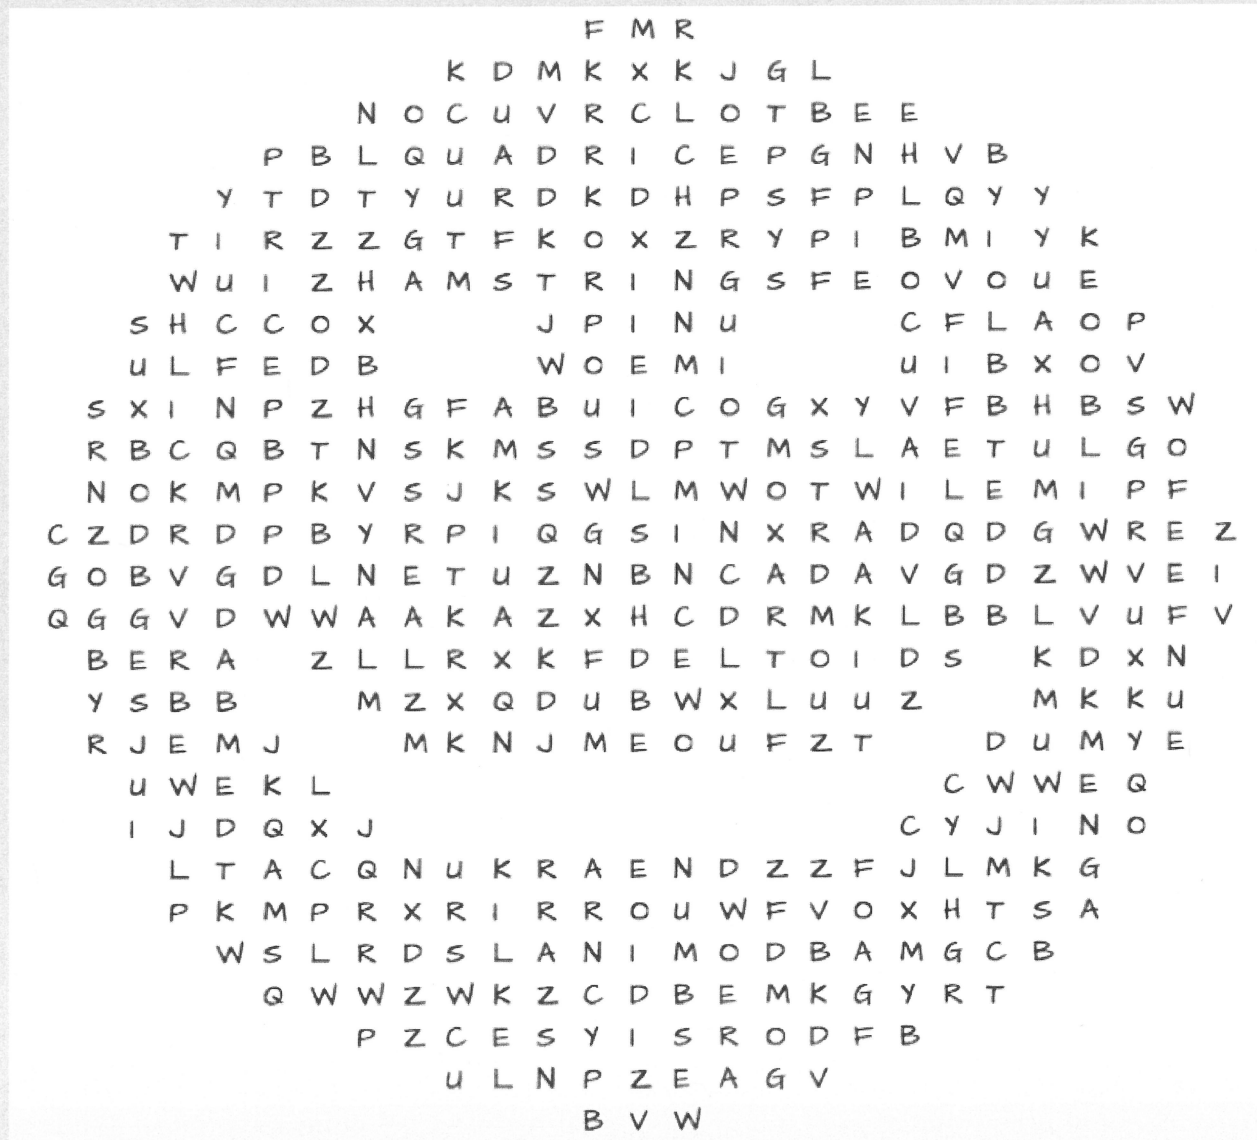 F M R
K D M K X K J G L
N O C U V R C L O T B E E
P B L Q U A D R I C E P G N H V B
Y T D T Y U R D K D H P S F P L Q Y Y
T I R Z Z G T F K O X Z R Y P I B M I Y K
W U I Z H A M S T R I N G S F E O V O U E
S H C C O X J P I N U C F L A O P
U L F E D B W O E M I U I B X O V
S X I N P Z H G F A B U I C O G X Y V F B H B S W
R B C Q B T N S K M S S D P T M S L A E T U L G O
N O K M P K V S J K S W L M W O T W I L E M I P F
C Z D R D P B Y R P I Q G S I N X R A D Q D G W R E Z
G O B V G D L N E T U Z N B N C A D A V G D Z W V E I
Q G G V D W W A A K A Z X H C D R M K L B B L V U F V
B E R A Z L L R X K F D E L T O I D S K D X N
Y S B B M Z X Q D U B W X L U U Z M K K U
R J E M J M K N J M E O U F Z T D U M Y E
U W E K L C W W E Q
I J D Q X J C Y J I N O
L T A C Q N U K R A E N D Z Z F J L M K G
P K M P R X R I R R O U W F V O X H T S A
W S L R D S L A N I M O D B A M G C B
Q W W Z W K Z C D B E M K G Y R T
P Z C E S Y I S R O D F B
U L N P Z E A G V
B V W